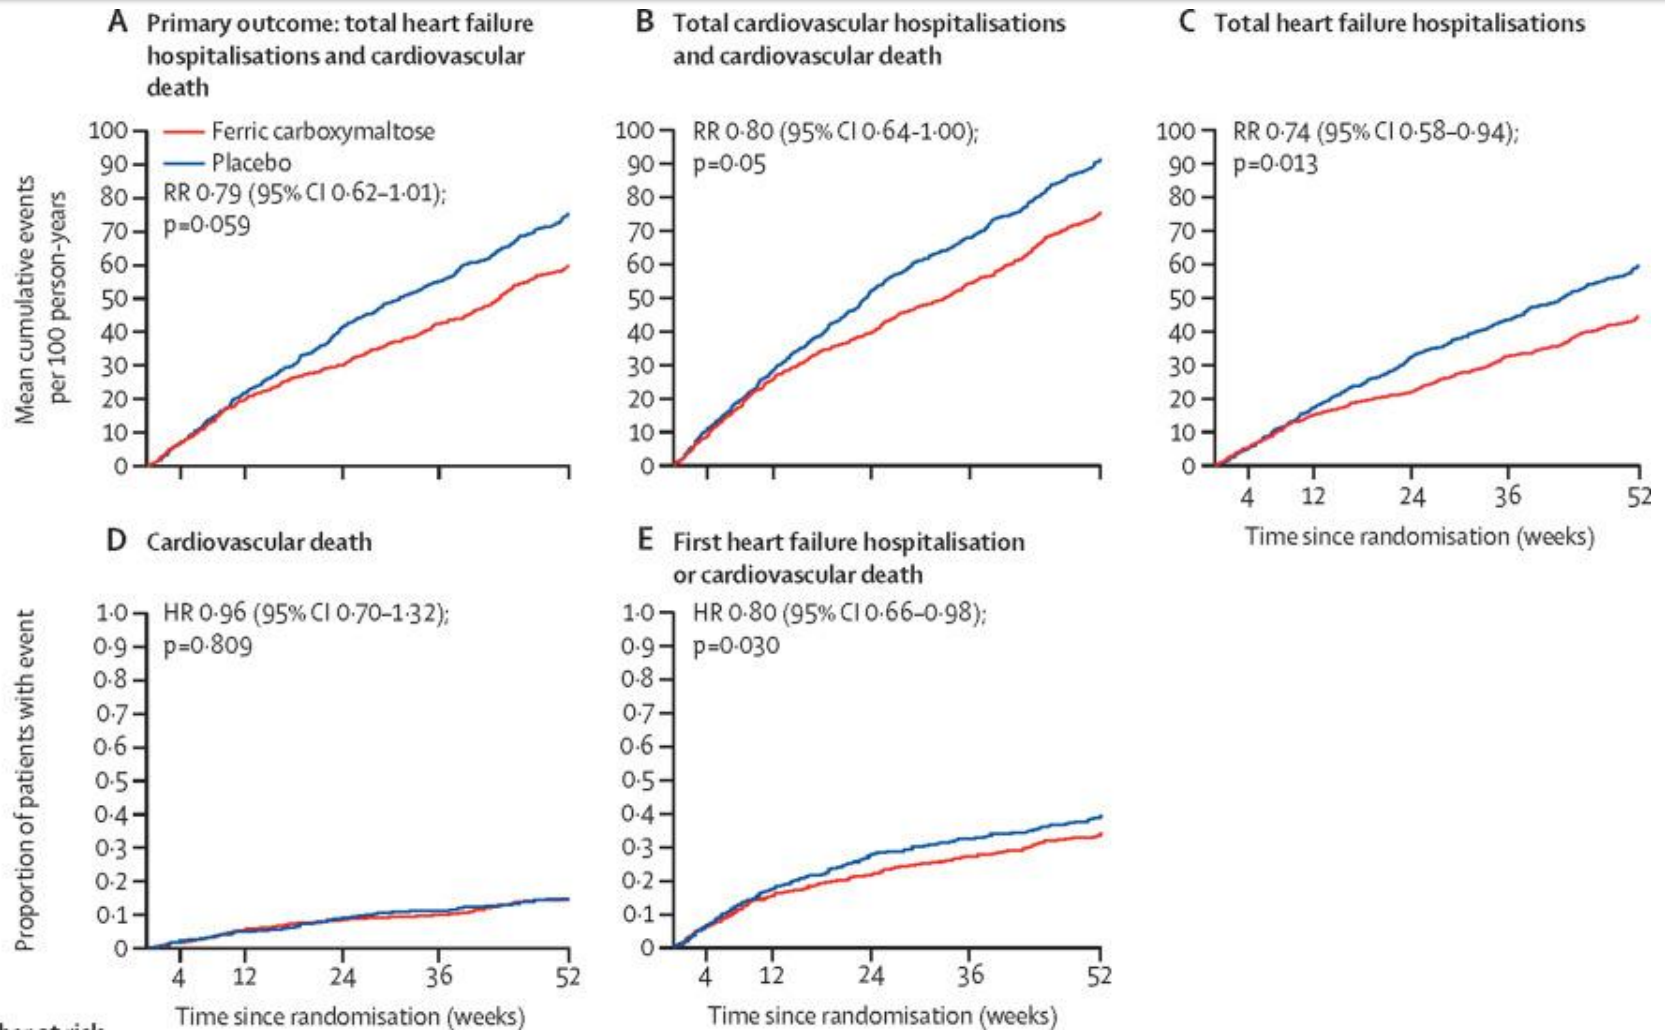 A Primary outcome: total heart failure
hospitalisations and cardiovascular
death
Mean cumulative events
per 100 person-years
100
90
80
70
60
50
40
30
20
10
0
Ferric carboxymaltose
Placebo
RR 0·79 (95% CI 0·62–1·01);
p=0·059
B Total cardiovascular hospitalisations
and cardiovascular death
100
90
80
70
60
50
40
30
20
10
0
RR 0·80 (95% CI 0·64-1·00);
p=0·05
C Total heart failure hospitalisations
100
90
80
70
60
50
40
30
20
10
0
RR 0·74 (95% CI 0·58–0·94);
p=0·013
4 12 24 36 52
Time since randomisation (weeks)
D Cardiovascular death
Proportion of patients with event
1·0
0·9
0·8
0·7
0·6
0·5
0·4
0·3
0·2
0·1
0
HR 0·96 (95% CI 0·70–1·32);
p=0·809
4 12 24 36 52
Time since randomisation (weeks)
E First heart failure hospitalisation
or cardiovascular death
1·0
0·9
0·8
0·7
0·6
0·5
0·4
0·3
0·2
0·1
0
HR 0·80 (95% CI 0·66–0·98);
p=0·030
4 12 24 36 52
Time since randomisation (weeks)